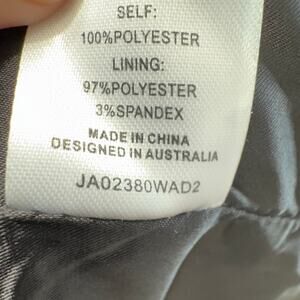 SELF:
100%POLYESTER
LINING:
97%POLYESTER
3%SPANDEX
MADE IN CHINA
DESIGNED IN AUSTRALIA
JA02380WAD2